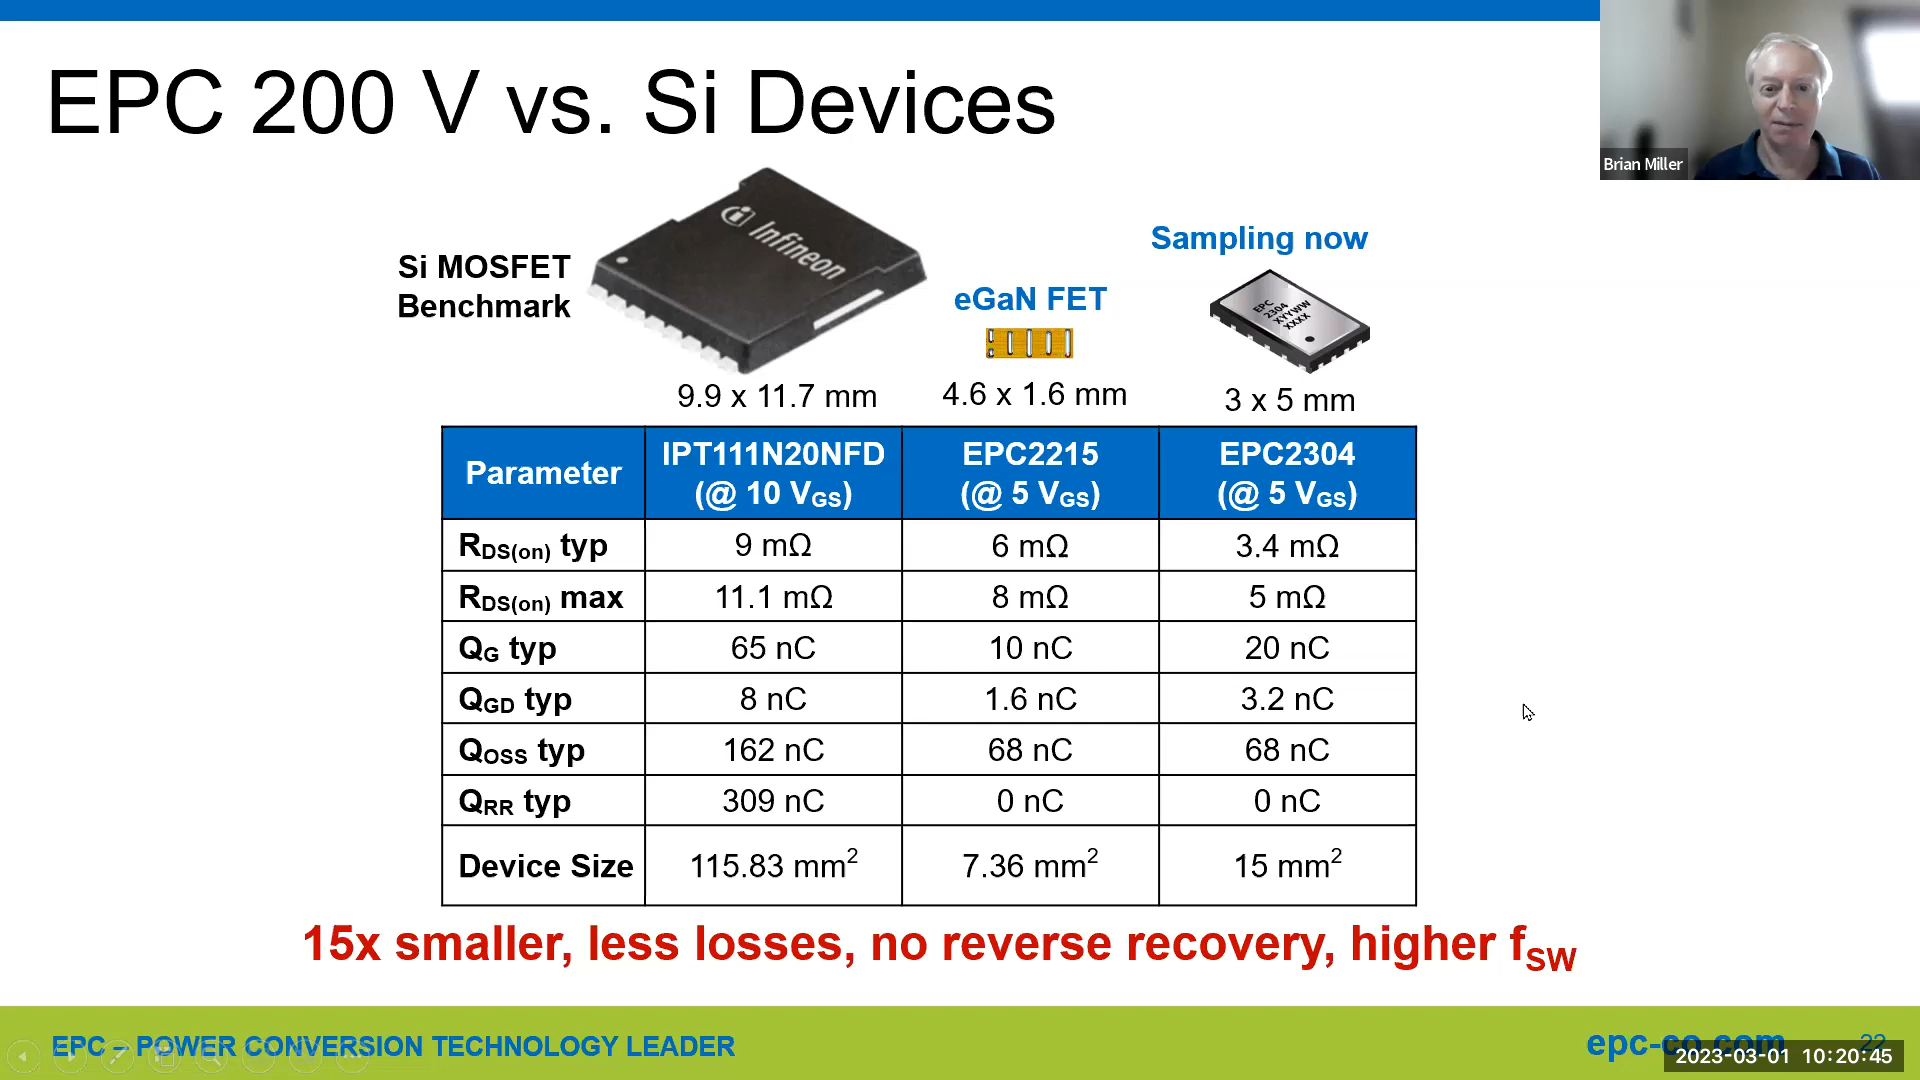 EPC 200 V vs. Si Devices
Brian Miller
Si MOSFET
Benchmark
Infineon
eGaN FET
Sampling now
EPC
2304
XYYWW
XXXX
9.9 x 11.7 mm
4.6 x 1.6 mm
3 x 5 mm
Parameter
IPT111N20NFD
(@ 10 VGS)
EPC2215
(@ 5 VGS)
EPC2304
(@ 5 VGS)
RDS(on) typ
9 mΩ
6 mΩ
3.4 mΩ
RDS(on) max
11.1 mΩ
8 mΩ
5 mΩ
QG typ
65 nC
10 nC
20 nC
QGD typ
8 nC
1.6 nC
3.2 nC
QOSS typ
162 nC
68 nC
68 nC
QRR typ
309 nC
0 nC
0 nC
Device Size
115.83 mm²
7.36 mm²
15 mm²
15x smaller, less losses, no reverse recovery, higher fSW
EPC – POWER CONVERSION TECHNOLOGY LEADER
epc-co.com
22
2023-03-01 10:20:45